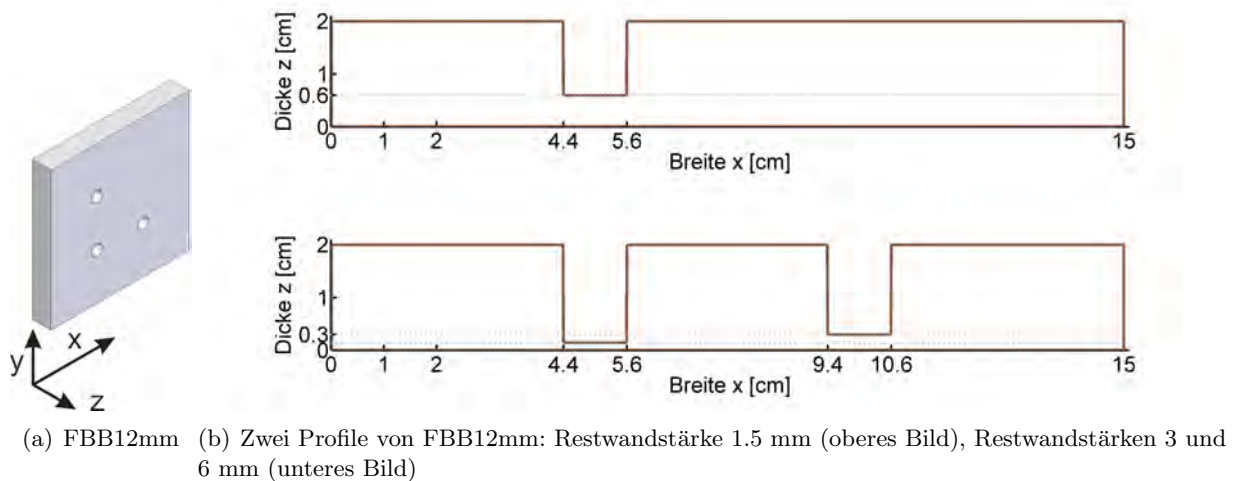 Dicke z [cm]
2
1
0.6
0
0 1 2 4.4 5.6 15
Breite x [cm]
Dicke z [cm]
2
1
0.3
0
0 1 2 4.4 5.6 9.4 10.6 15
Breite x [cm]
y x z
(a) FBB12mm (b) Zwei Profile von FBB12mm: Restwandstärke 1.5 mm (oberes Bild), Restwandstärken 3 und
6 mm (unteres Bild)